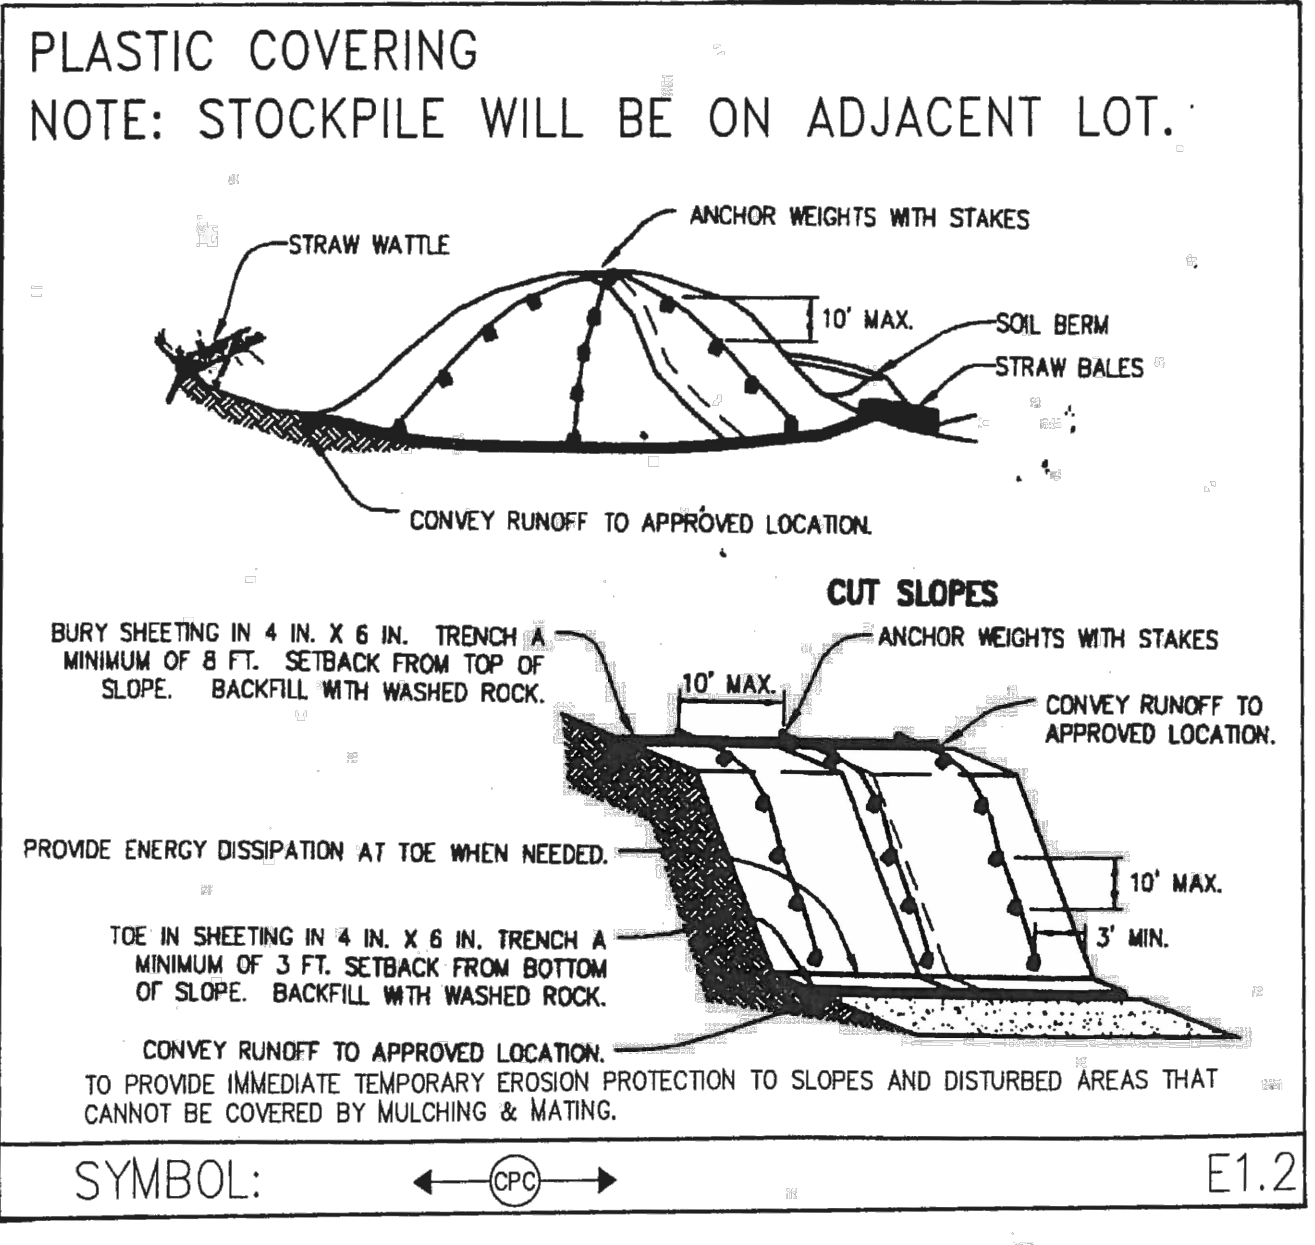 PLASTIC COVERING
NOTE: STOCKPILE WILL BE ON ADJACENT LOT.
ANCHOR WEIGHTS WITH STAKES
STRAW WATTLE
10' MAX.
SOIL BERM
STRAW BALES
CONVEY RUNOFF TO APPROVED LOCATION.
CUT SLOPES
BURY SHEETING IN 4 IN. X 6 IN. TRENCH A
MINIMUM OF 8 FT. SETBACK FROM TOP OF
SLOPE. BACKFILL WITH WASHED ROCK.
ANCHOR WEIGHTS WITH STAKES
10' MAX.
CONVEY RUNOFF TO
APPROVED LOCATION.
PROVIDE ENERGY DISSIPATION AT TOE WHEN NEEDED.
10' MAX.
TOE IN SHEETING IN 4 IN. X 6 IN. TRENCH A
MINIMUM OF 3 FT. SETBACK FROM BOTTOM
OF SLOPE. BACKFILL WITH WASHED ROCK.
3' MIN.
CONVEY RUNOFF TO APPROVED LOCATION.
TO PROVIDE IMMEDIATE TEMPORARY EROSION PROTECTION TO SLOPES AND DISTURBED AREAS THAT
CANNOT BE COVERED BY MULCHING & MATING.
SYMBOL:
CPC
E1.2